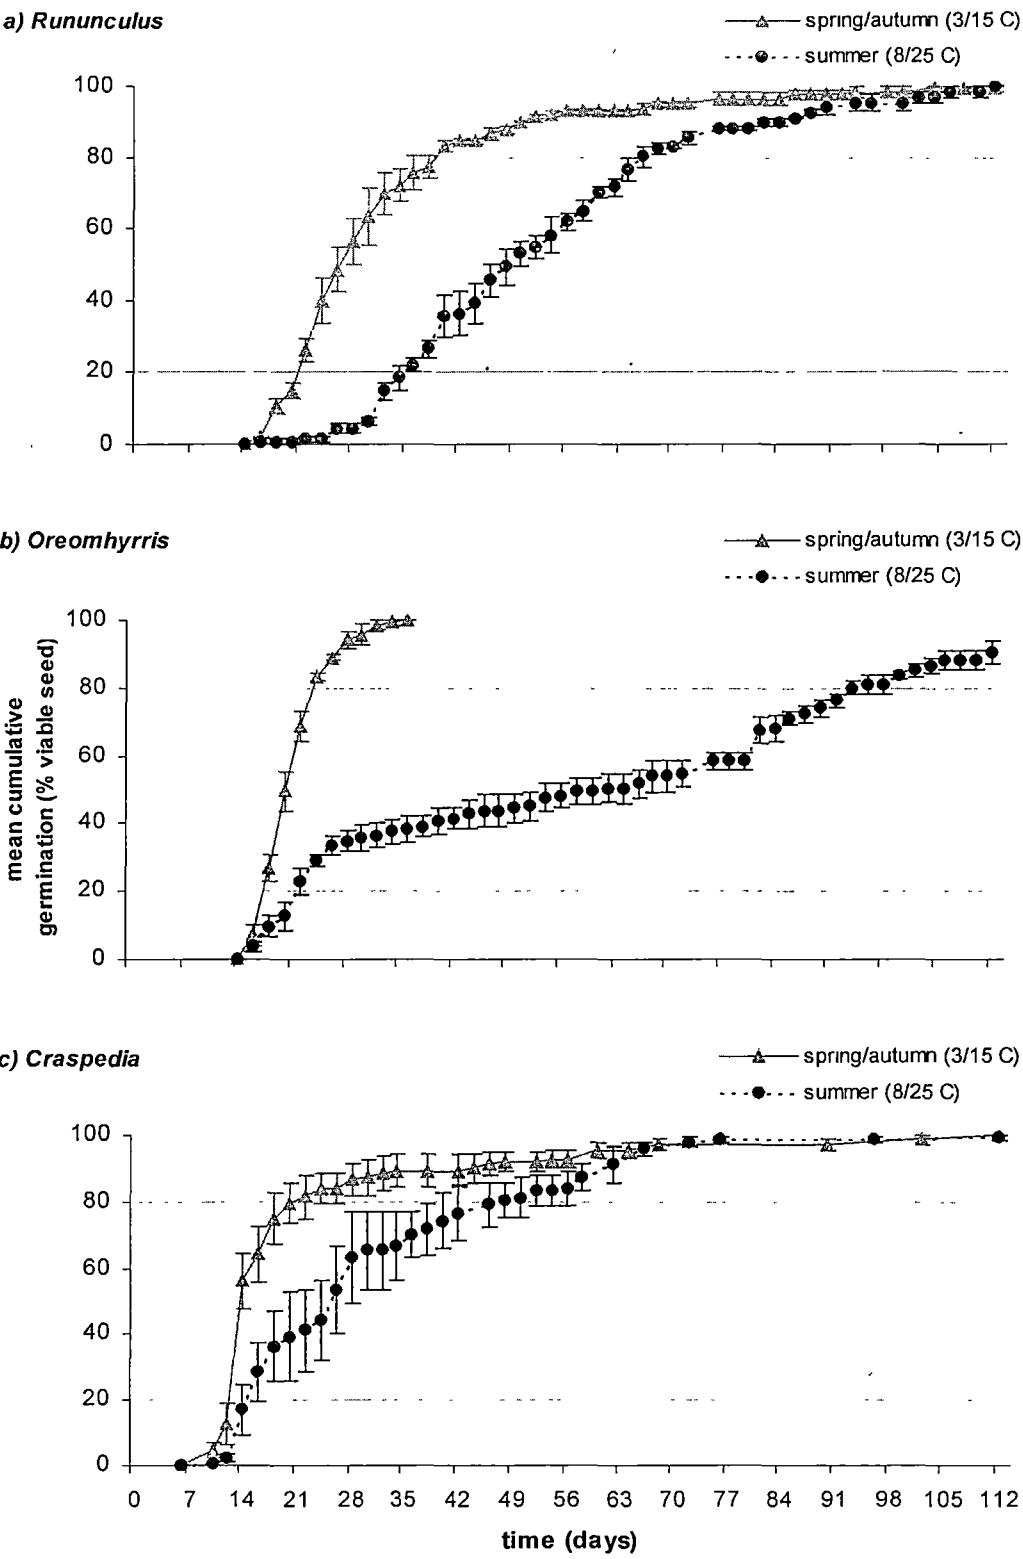 a) Rununculus
spring/autumn (3/15 C)
summer (8/25 C)
100
80
60
40
20
0
b) Oreomhyrris
spring/autumn (3/15 C)
summer (8/25 C)
mean cumulative
germination (% viable seed)
100
80
60
40
20
0
c) Craspedia
spring/autumn (3/15 C)
summer (8/25 C)
100
80
60
40
20
0
0 7 14 21 28 35 42 49 56 63 70 77 84 91 98 105 112
time (days)